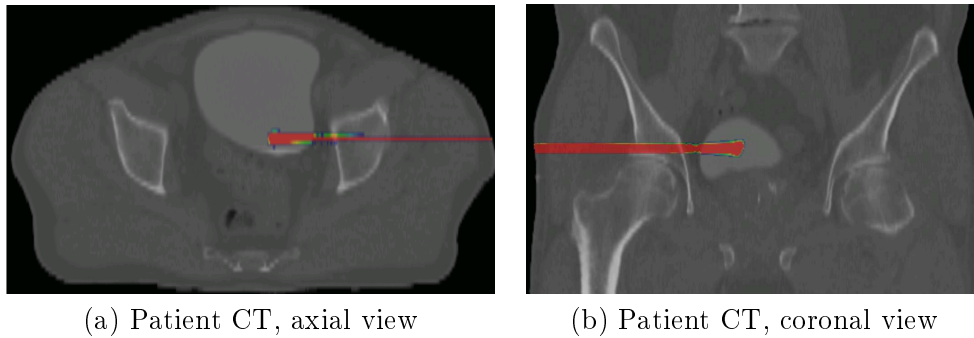 (a) Patient CT, axial view
(b) Patient CT, coronal view